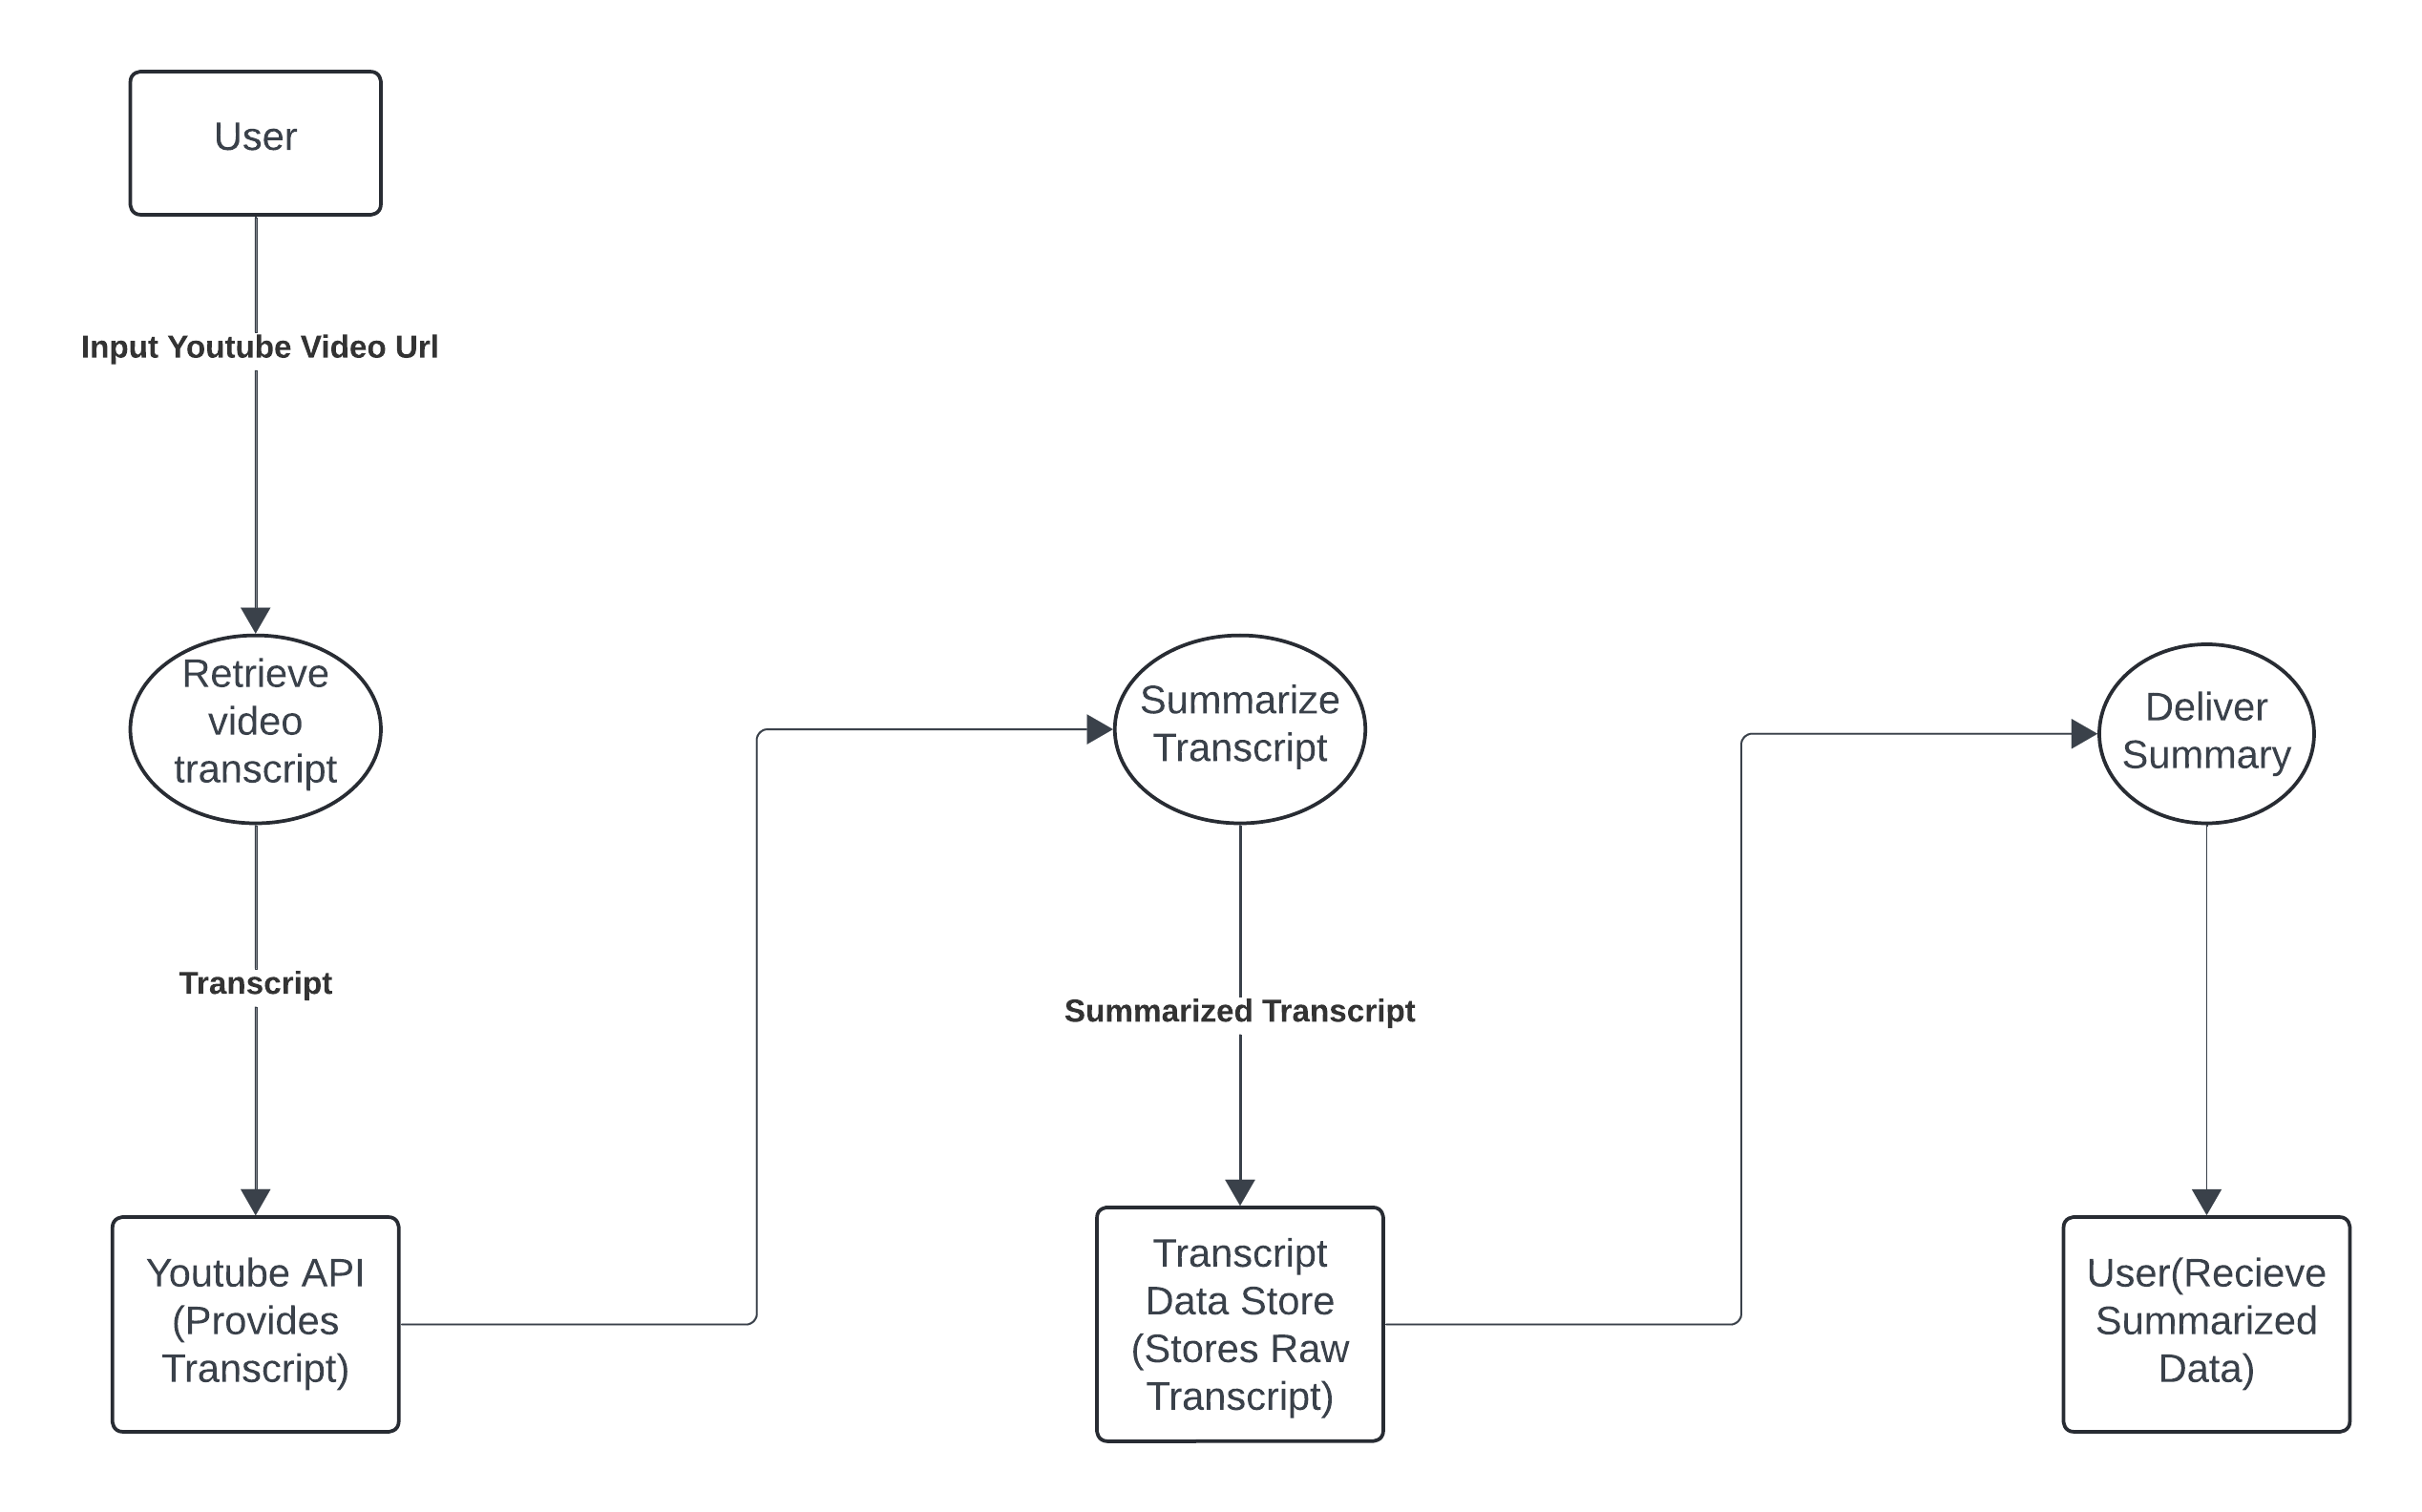 User
Input Youtube Video Url
Retrieve
video
transcript
Transcript
Youtube API
(Provides
Transcript)
Summarize
Transcript
Summarized Transcript
Transcript
Data Store
(Stores Raw
Transcript)
Deliver
Summary
User(Recieve
Summarized
Data)